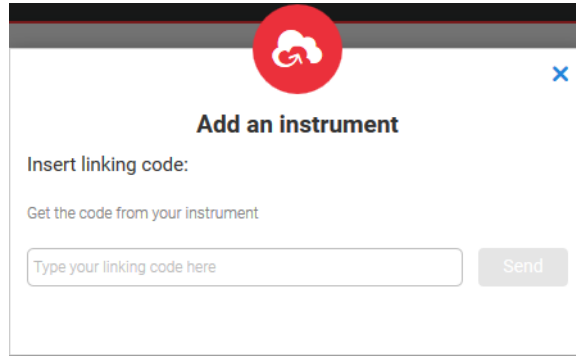 Add an instrument
Insert linking code:
Get the code from your instrument
Type your linking code here
Send